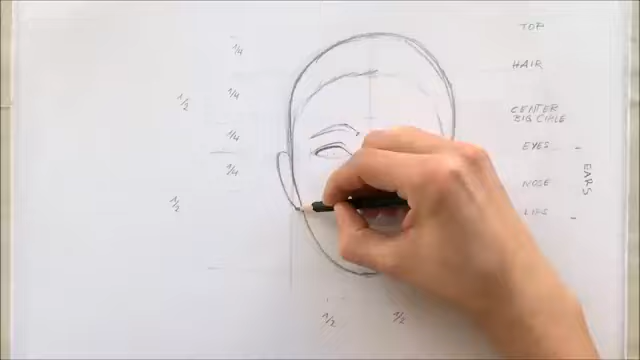 TOP
1/4
HAIR
1/4
1/2
CENTER
BIG CIRCLE
1/4
EYES -
1/4
EARS
NOSE
1/2
LIPS -
1/2
1/2